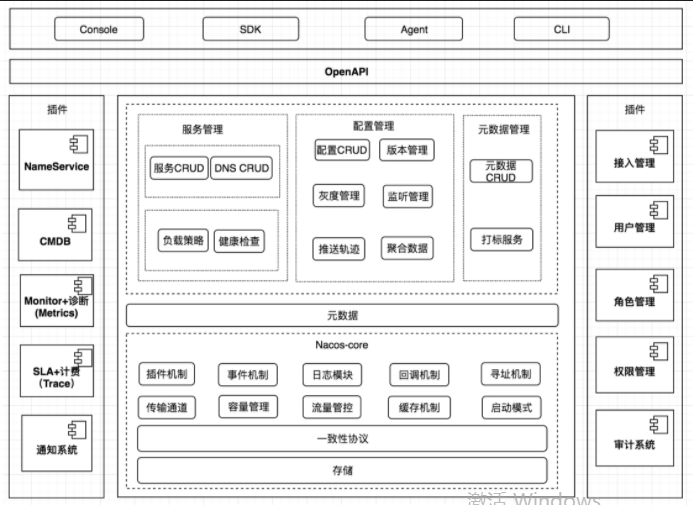 Console
SDK
Agent
CLI
OpenAPI
插件
NameService
CMDB
Monitor+诊断
(Metrics)
SLA+计费
（Trace）
通知系统
服务管理
服务CRUD
DNS CRUD
负载策略
健康检查
配置管理
配置CRUD
版本管理
灰度管理
监听管理
推送轨迹
聚合数据
元数据管理
元数据
CRUD
打标服务
元数据
Nacos-core
插件机制
事件机制
日志模块
回调机制
寻址机制
传输通道
容量管理
流量管控
缓存机制
启动模式
一致性协议
存储
插件
接入管理
用户管理
角色管理
权限管理
审计系统
激活 Windows